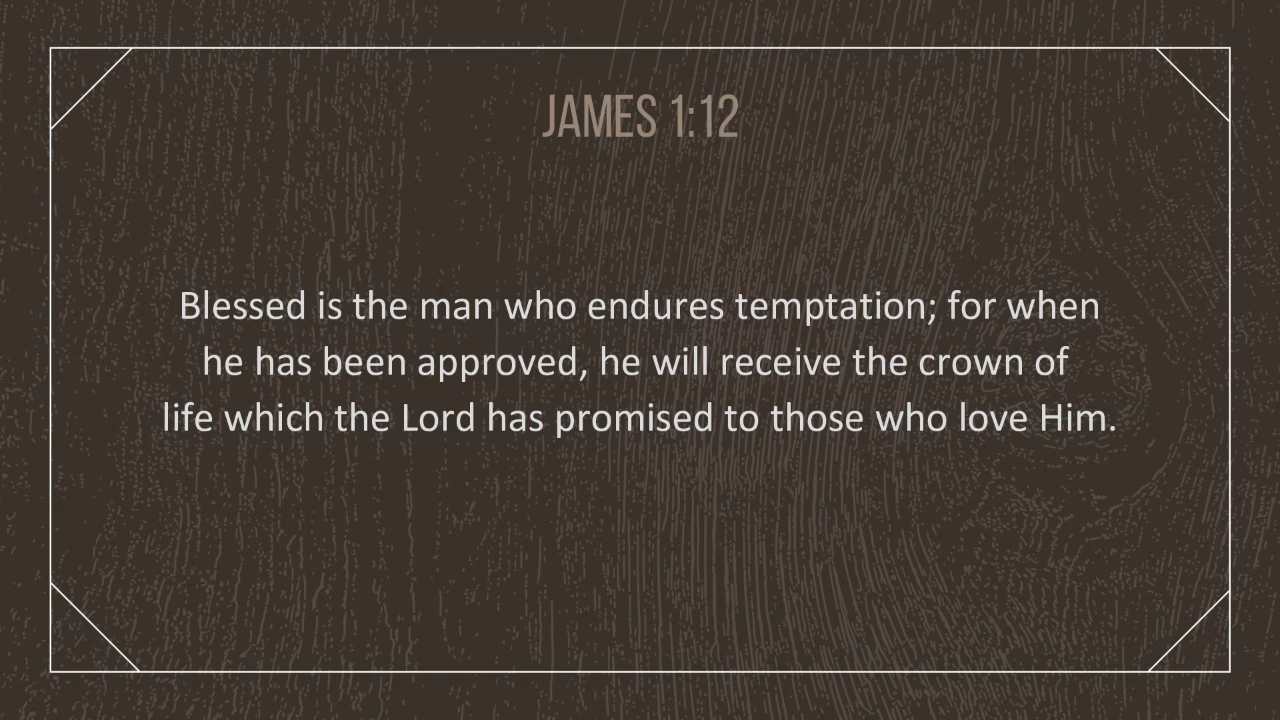 JAMES 1:12
Blessed is the man who endures temptation; for when
he has been approved, he will receive the crown of
life which the Lord has promised to those who love Him.